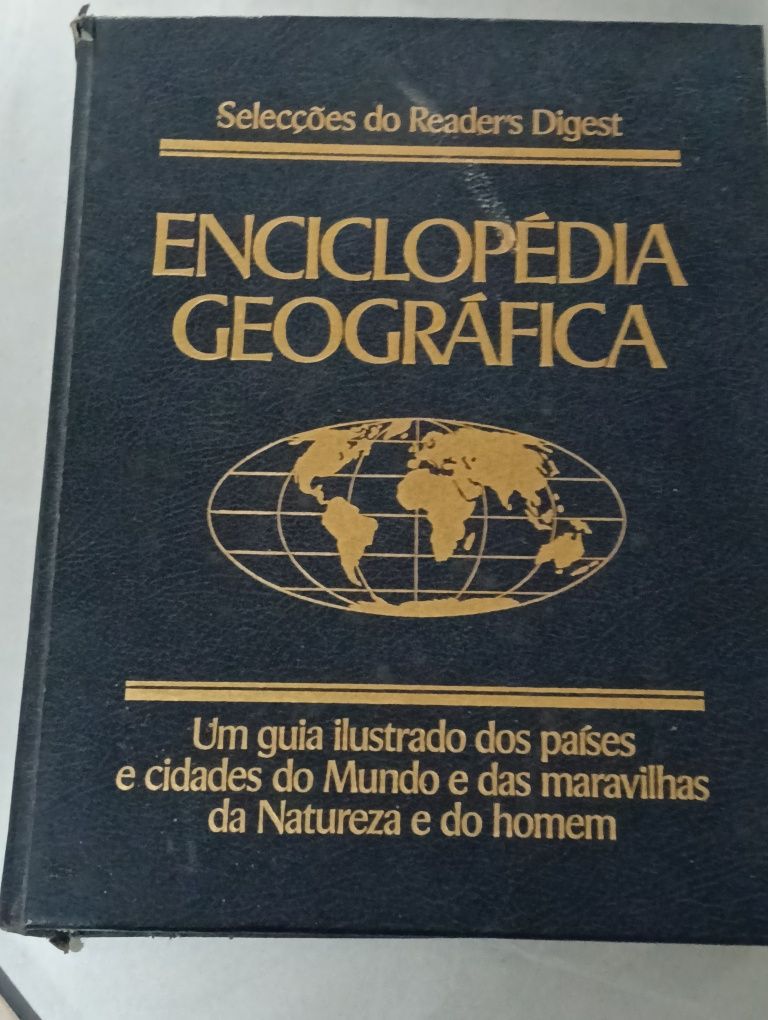 Selecções do Reader's Digest
ENCICLOPÉDIA
GEOGRÁFICA
Um guia ilustrado dos países
e cidades do Mundo e das maravilhas
da Natureza e do homem